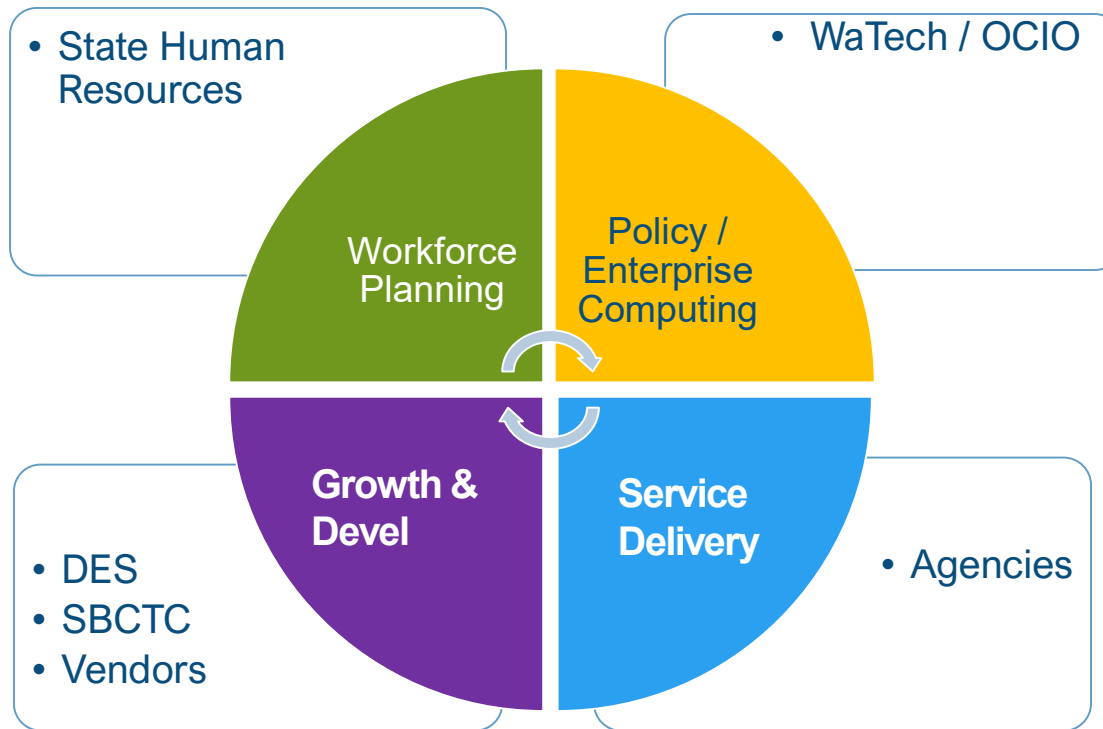 • State Human
Resources
• WaTech / OCIO
Workforce
Planning
Policy /
Enterprise
Computing
Growth &
Devel
Service
Delivery
• DES
• SBCTC
• Vendors
• Agencies